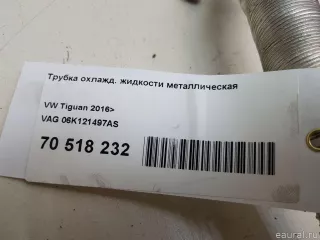 Трубка охлажд. жидкости металлическая
VW Tiguan 2016>
VAG 06K121497AS
70 518 232
© eaural.ru